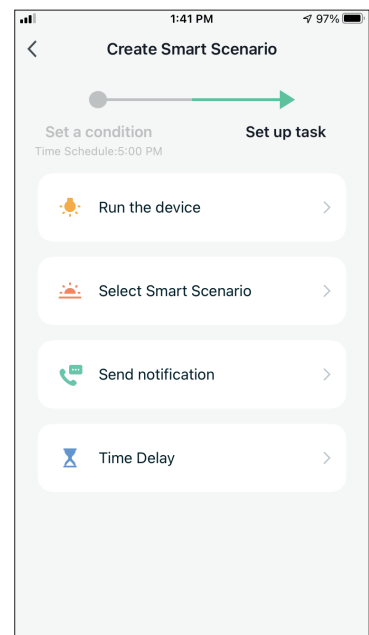 1:41 PM
97%
Create Smart Scenario
Set a condition
Set up task
Time Schedule:5:00 PM
Run the device
Select Smart Scenario
Send notification
Time Delay